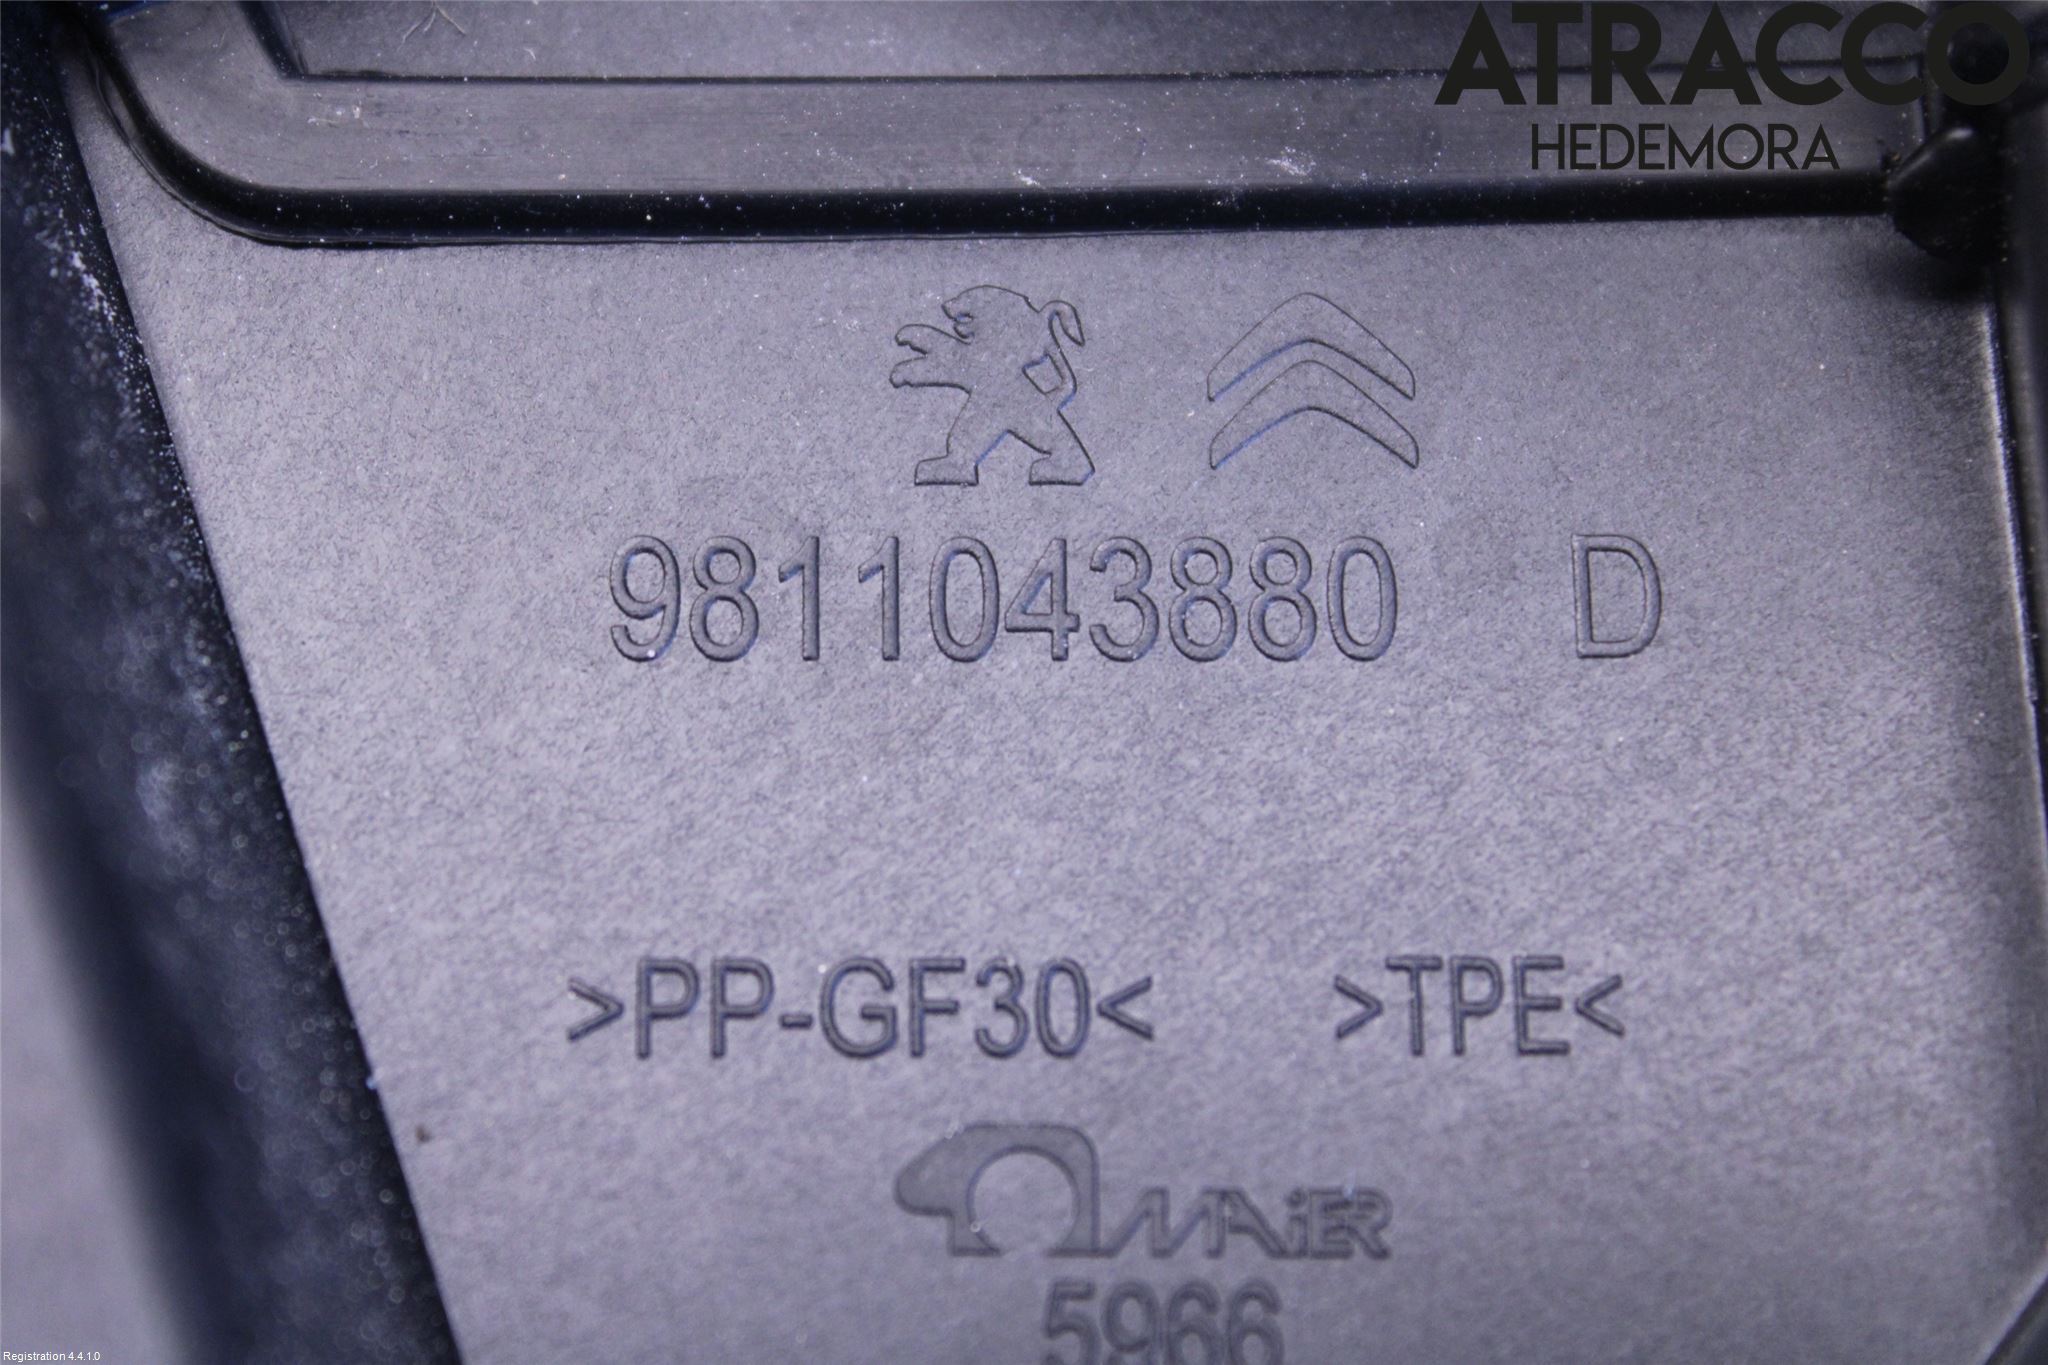 ATRACCO
HEDEMORA
9811043880 D
>PP-GF30< >TPE<
MAiER
5966
Registration 4.4.1.0